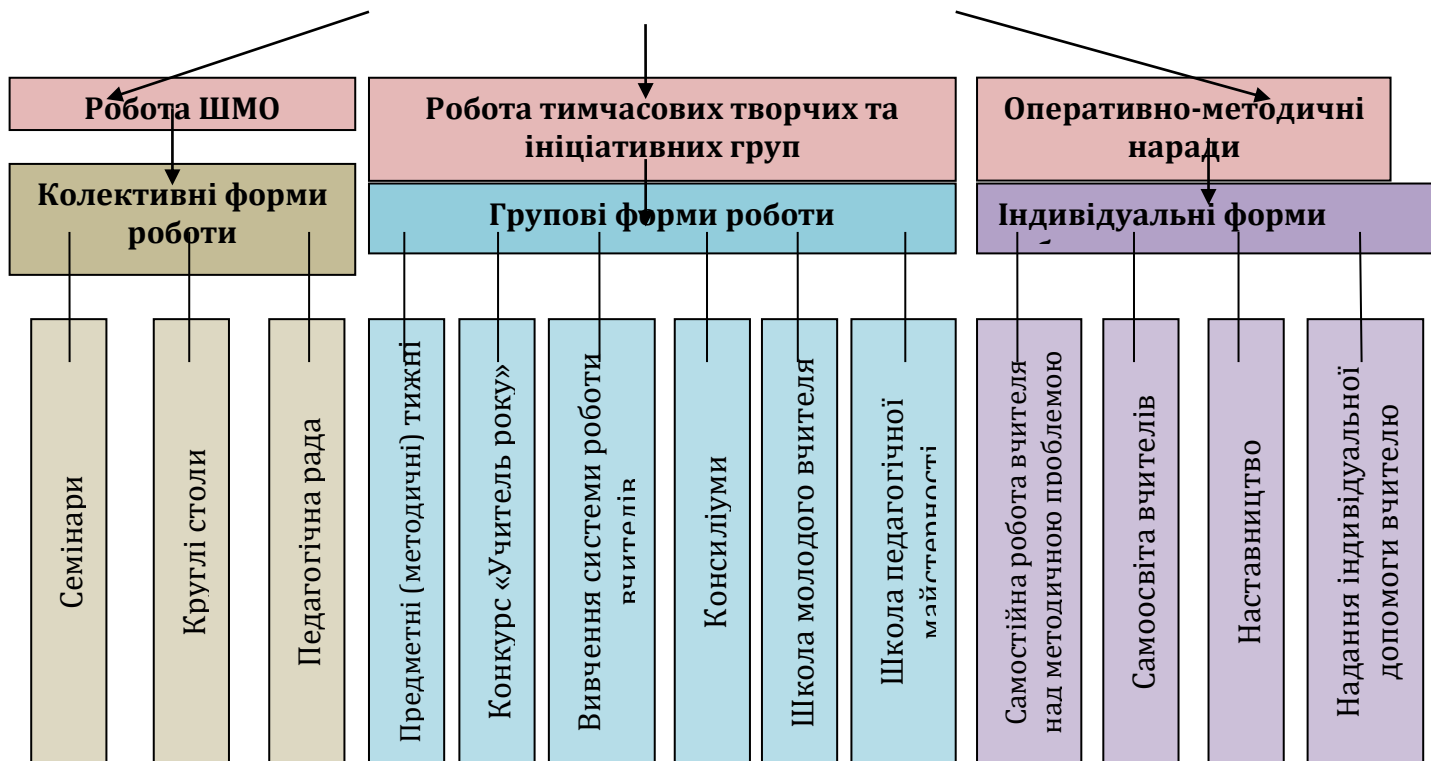 Робота ШМО
Робота тимчасових творчих та
ініціативних груп
Оперативно-методичні
наради
Колективні форми
роботи
Групові форми роботи
Індивідуальні форми
Семінари
Круглі столи
Педагогічна рада
Предметні (методичні) тижні
Конкурс «Учитель року»
Вивчення системи роботи
вчителів
Консиліуми
Школа молодого вчителя
Школа педагогічної
майстерності
Самостійна робота вчителя
над методичною проблемою
Самоосвіта вчителів
Наставництво
Надання індивідуальної
допомоги вчителю